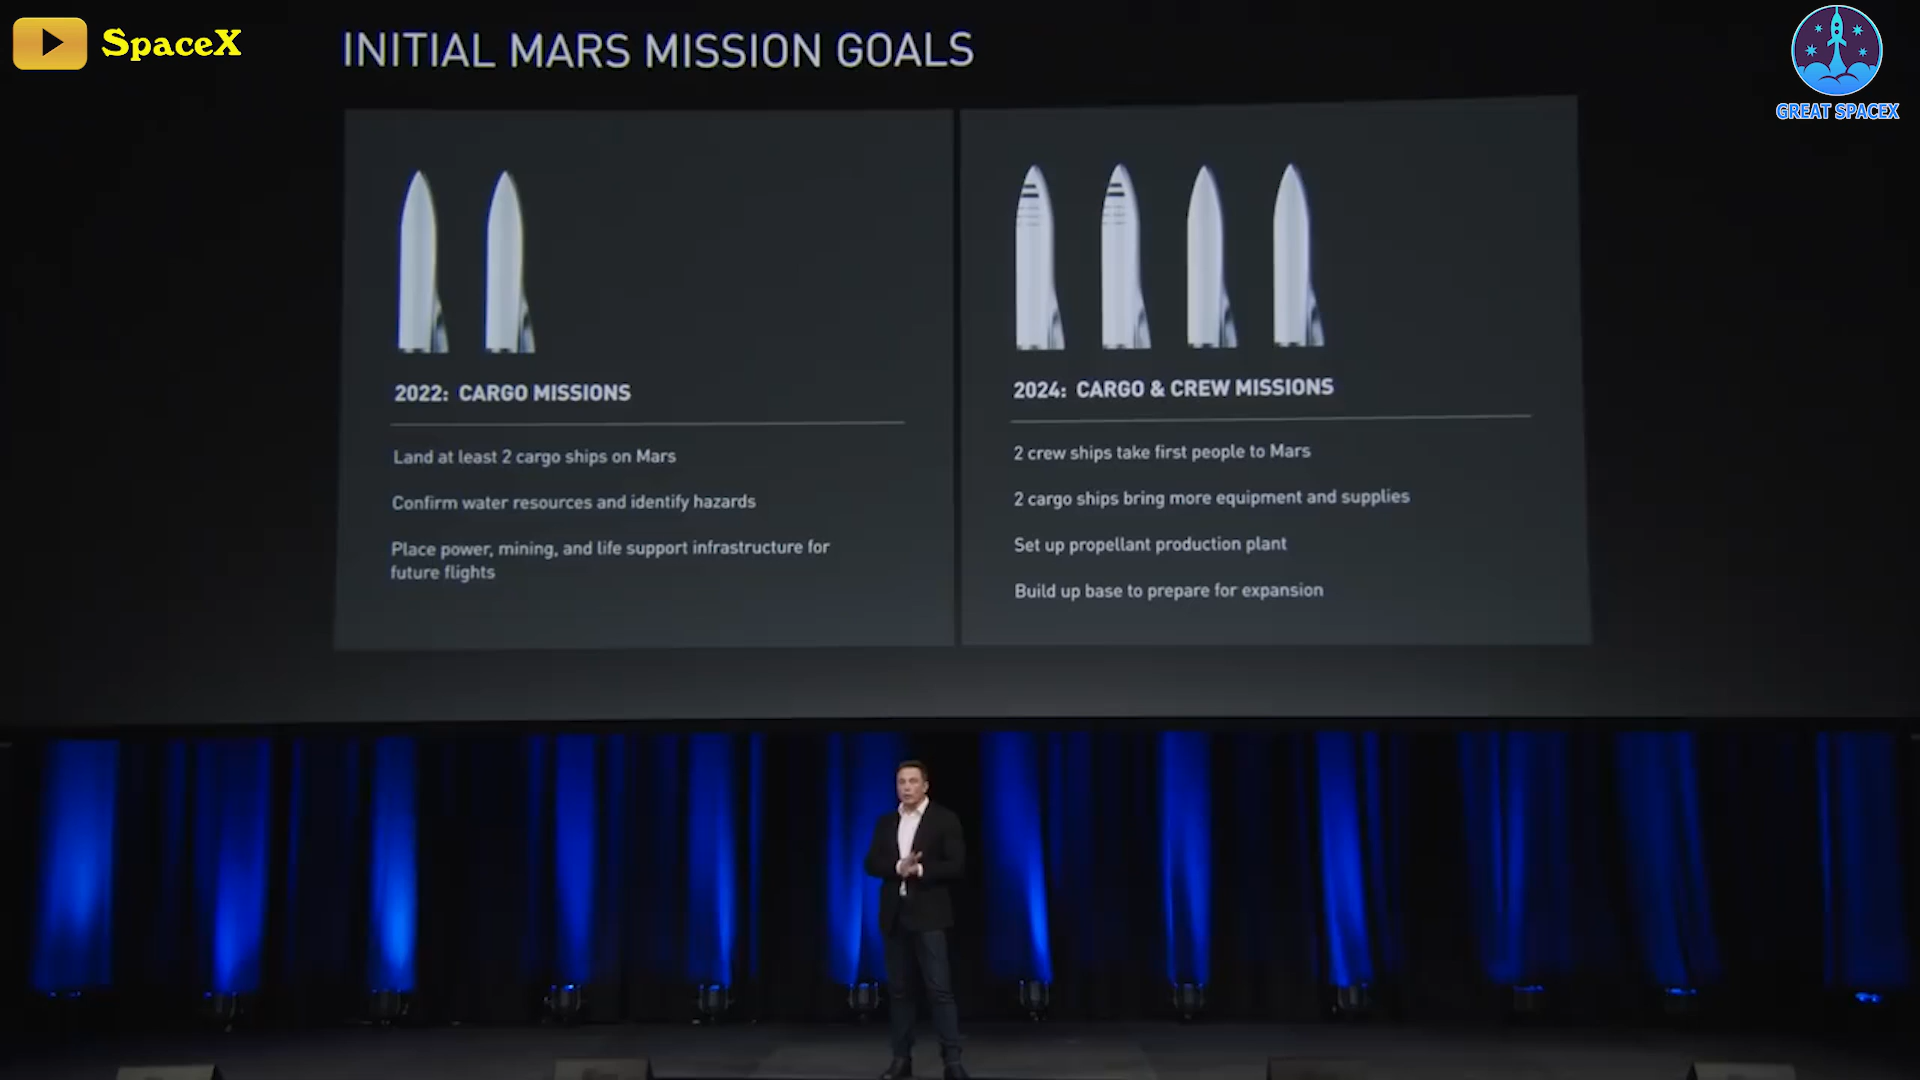 SpaceX
INITIAL MARS MISSION GOALS
GREAT SPACEX
2022: CARGO MISSIONS
Land at least 2 cargo ships on Mars
Confirm water resources and identify hazards
Place power, mining, and life support infrastructure for
future flights
2024: CARGO & CREW MISSIONS
2 crew ships take first people to Mars
2 cargo ships bring more equipment and supplies
Set up propellant production plant
Build up base to prepare for expansion